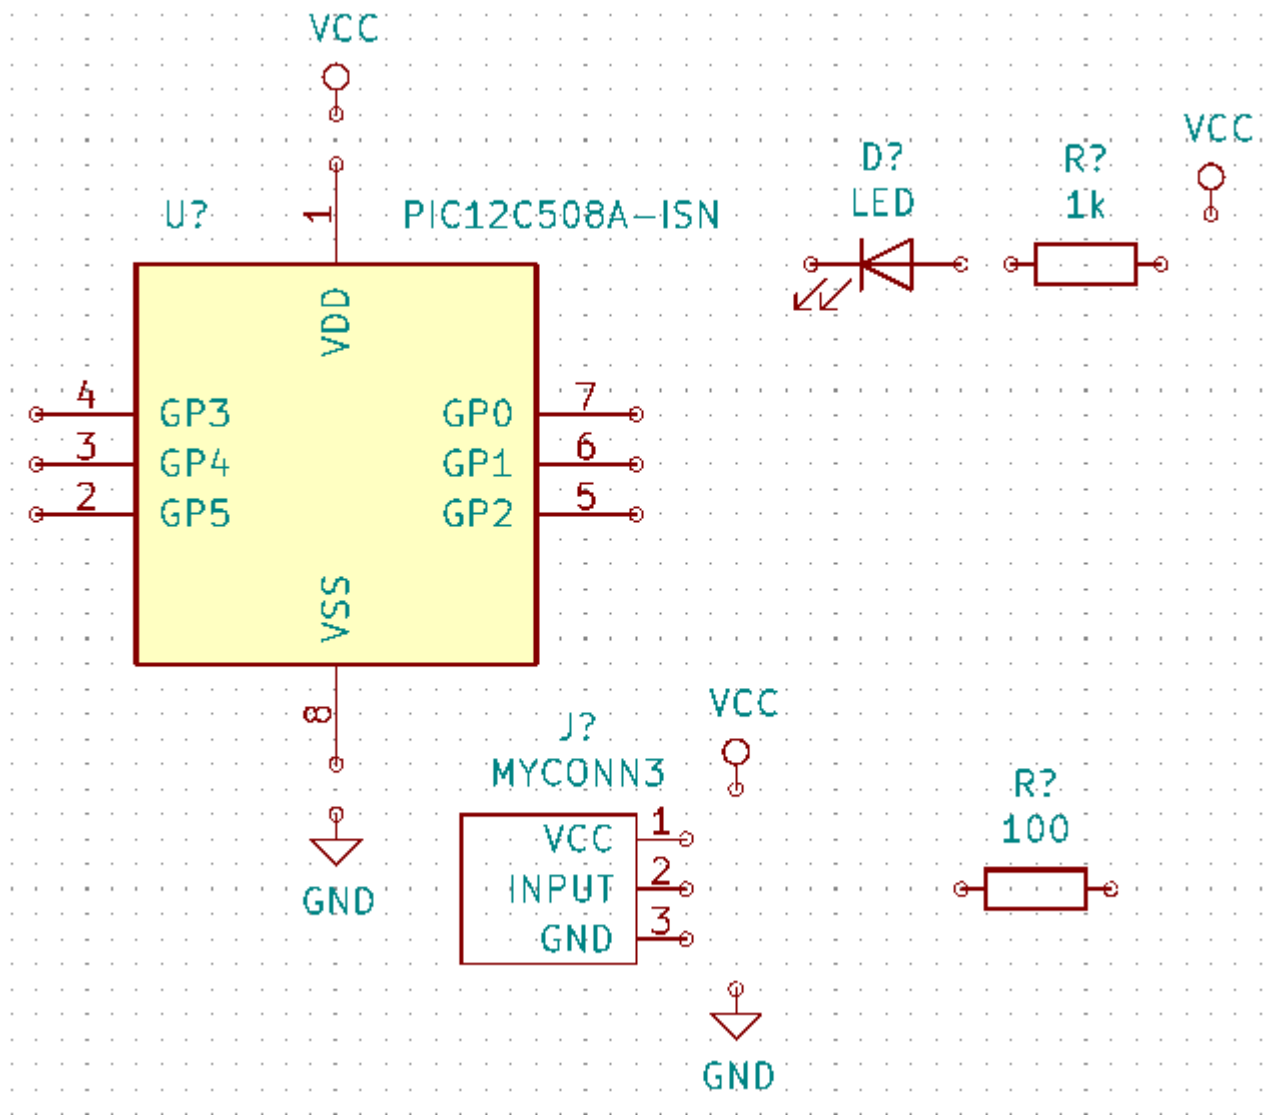 VCC
VCC
D?
LED
R?
1k
U?
1
PIC12C508A-ISN
VDD
4
GP3
GP0
7
3
GP4
GP1
6
2
GP5
GP2
5
VSS
8
GND
J?
MYCONN3
VCC
1
INPUT
2
GND
3
VCC
GND
R?
100